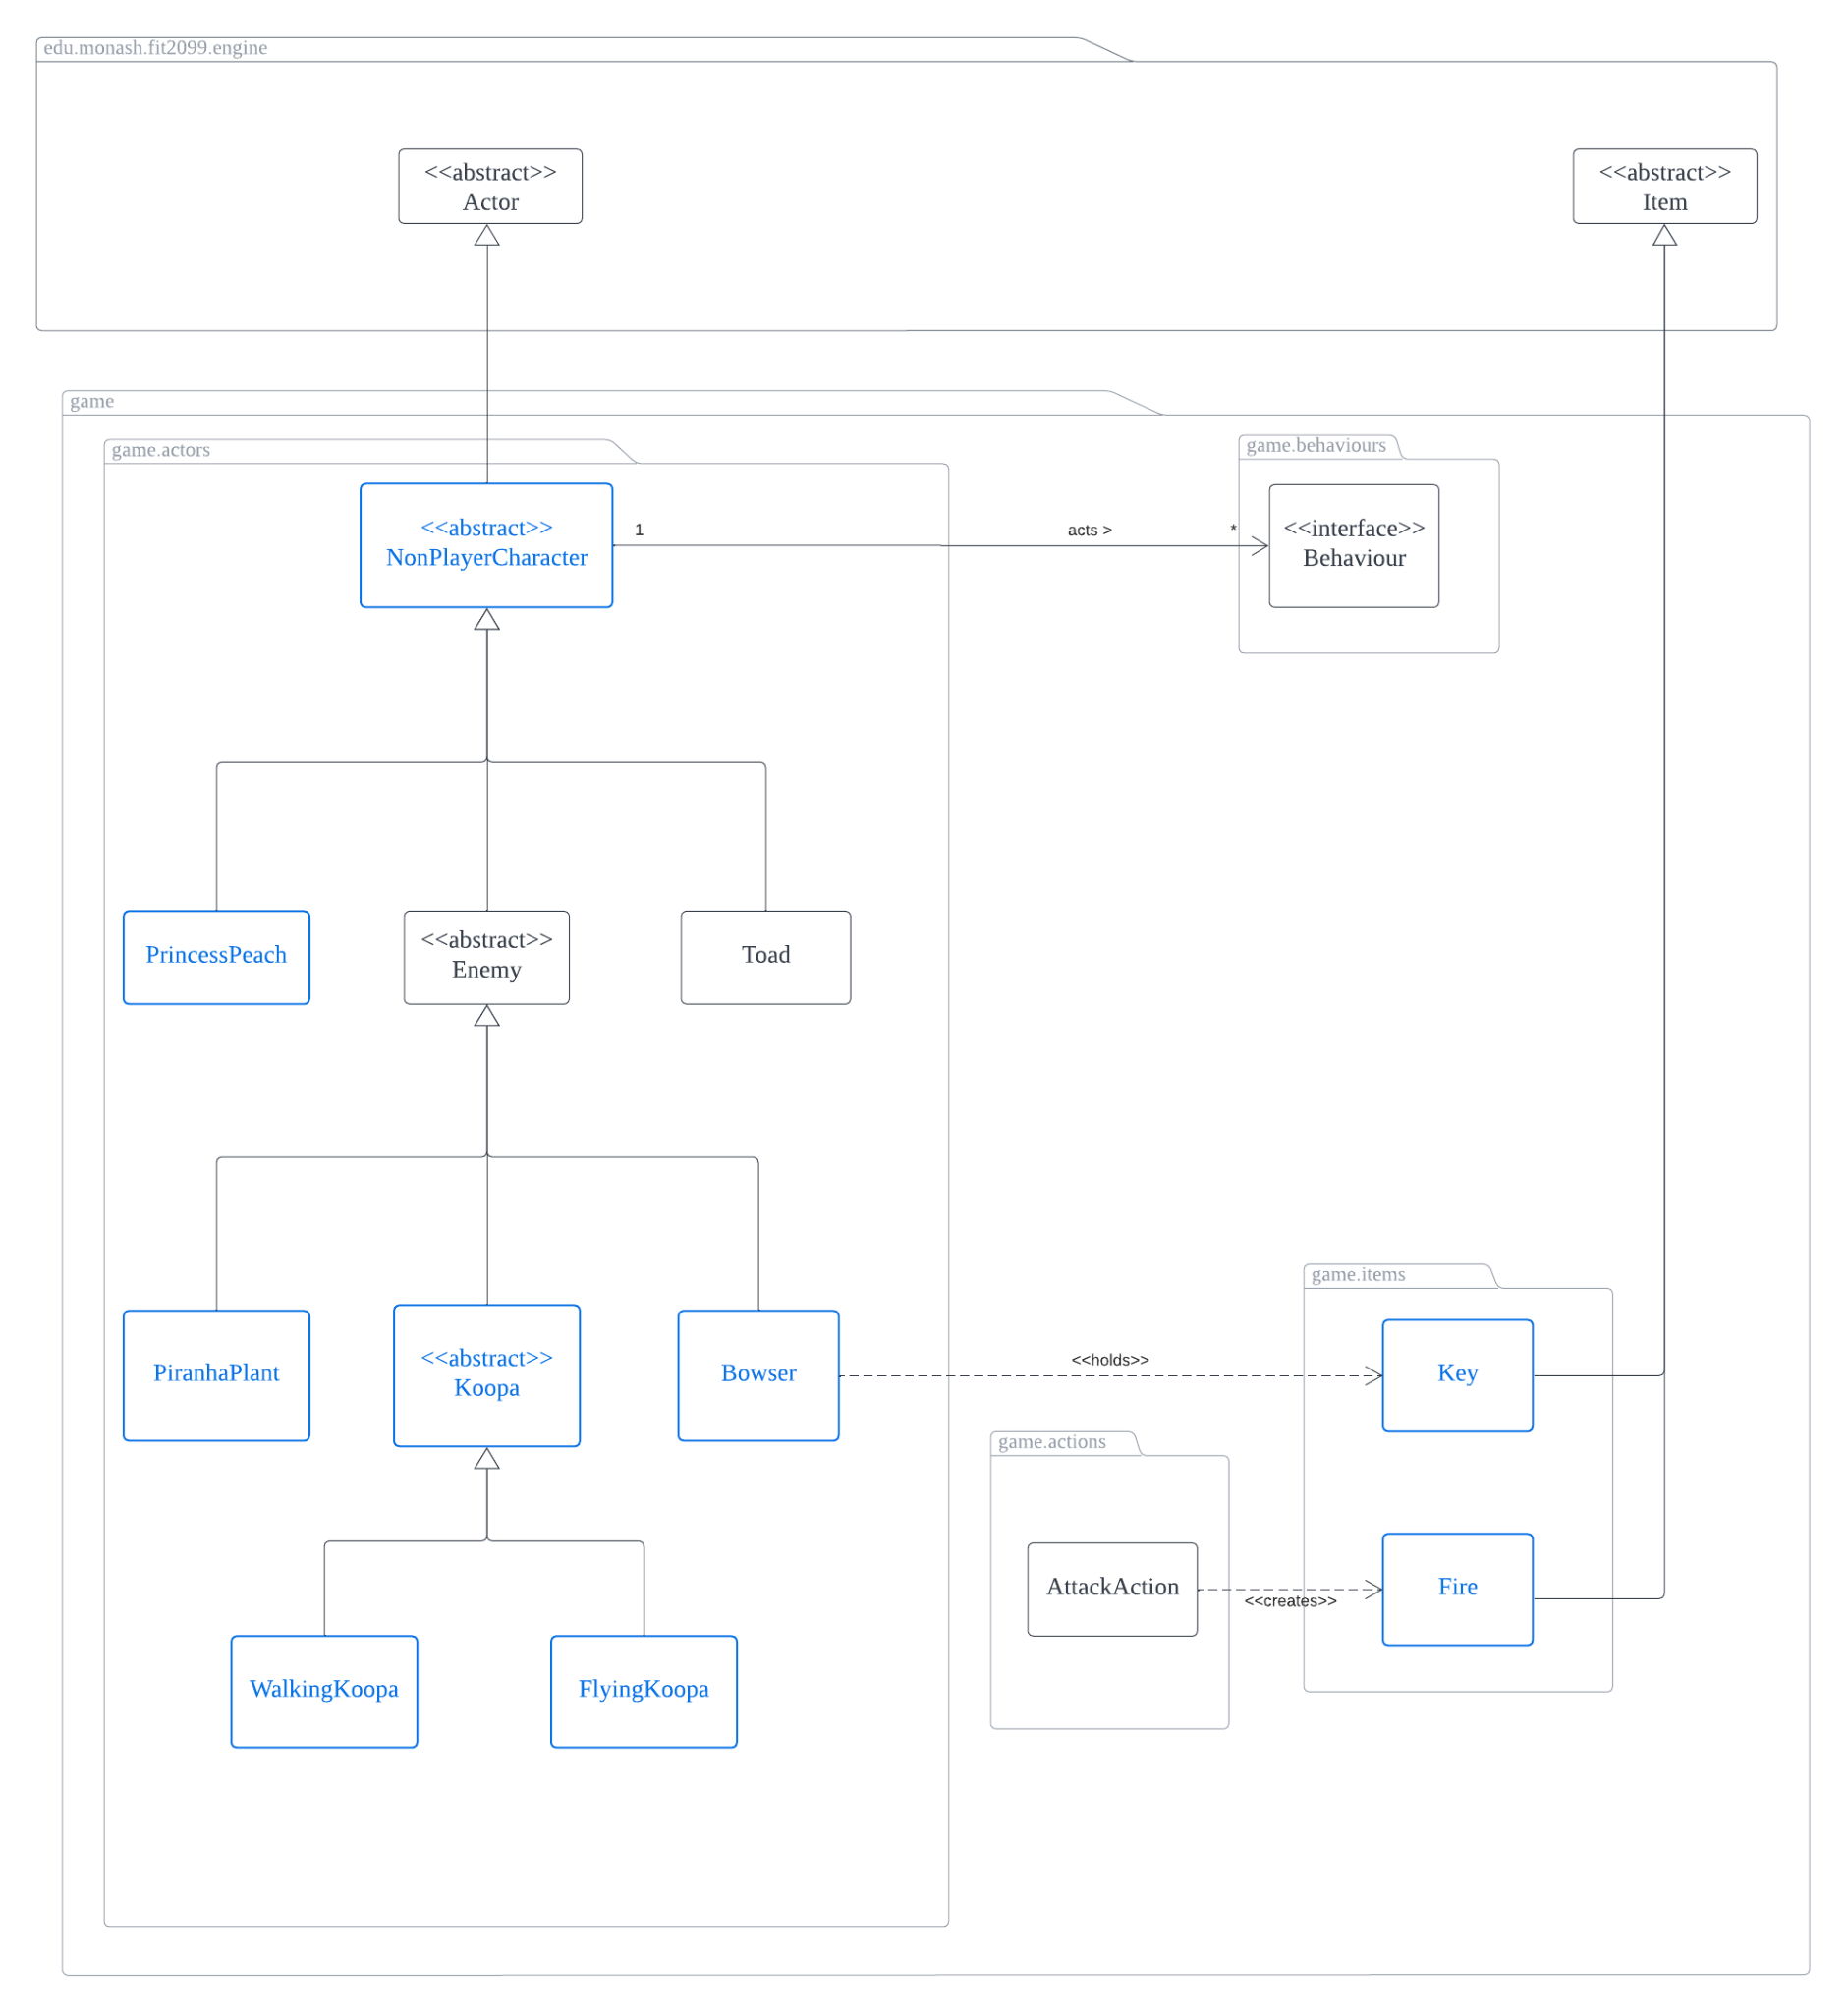 edu.monash.fit2099.engine
<<abstract>>
Actor
<<abstract>>
Item
game
game.actors
game.behaviours
<<abstract>>
NonPlayerCharacter
1
acts >
*
<<interface>>
Behaviour
PrincessPeach
<<abstract>>
Enemy
Toad
game.items
PiranhaPlant
<<abstract>>
Koopa
Bowser
<<holds>>
Key
game.actions
AttackAction
<<creates>>
Fire
WalkingKoopa
FlyingKoopa